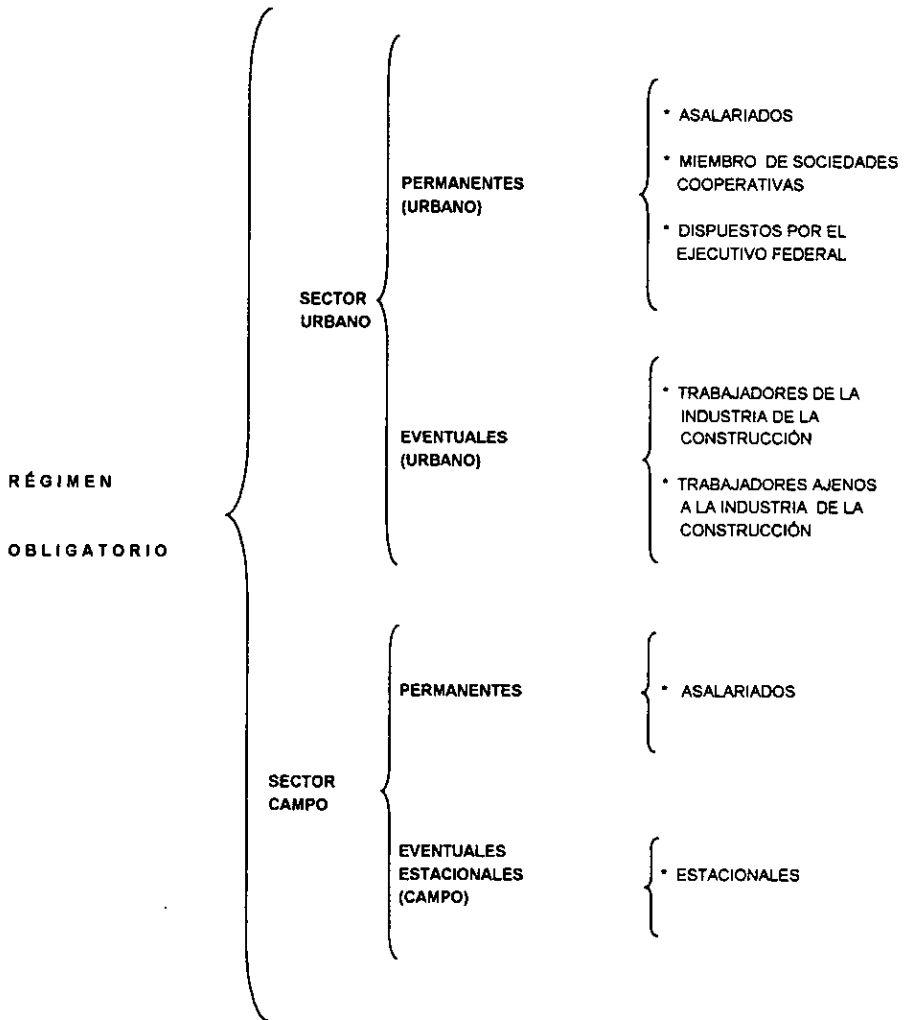 RÉGIMEN
OBLIGATORIO
SECTOR
URBANO
PERMANENTES
(URBANO)
* ASALARIADOS
* MIEMBRO DE SOCIEDADES
COOPERATIVAS
* DISPUESTOS POR EL
EJECUTIVO FEDERAL
EVENTUALES
(URBANO)
* TRABAJADORES DE LA
INDUSTRIA DE LA
CONSTRUCCIÓN
* TRABAJADORES AJENOS
A LA INDUSTRIA DE LA
CONSTRUCCIÓN
SECTOR
CAMPO
PERMANENTES
* ASALARIADOS
EVENTUALES
ESTACIONALES
(CAMPO)
* ESTACIONALES